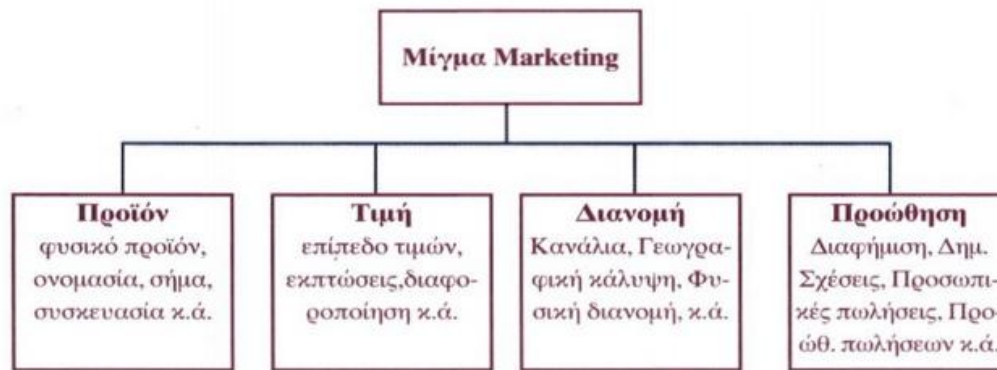 Μίγμα Marketing
Προϊόν
φυσικό προϊόν,
ονομασία, σήμα,
συσκευασία κ.ά.
Τιμή
επίπεδο τιμών,
εκπτώσεις,διαφο-
ροποίηση κ.ά.
Διανομή
Κανάλια, Γεωγρα-
φική κάλυψη, Φυ-
σική διανομή, κ.ά.
Προώθηση
Διαφήμιση, Δημ.
Σχέσεις, Προσωπι-
κές πωλήσεις, Προ-
ώθ. πωλήσεων κ.ά.